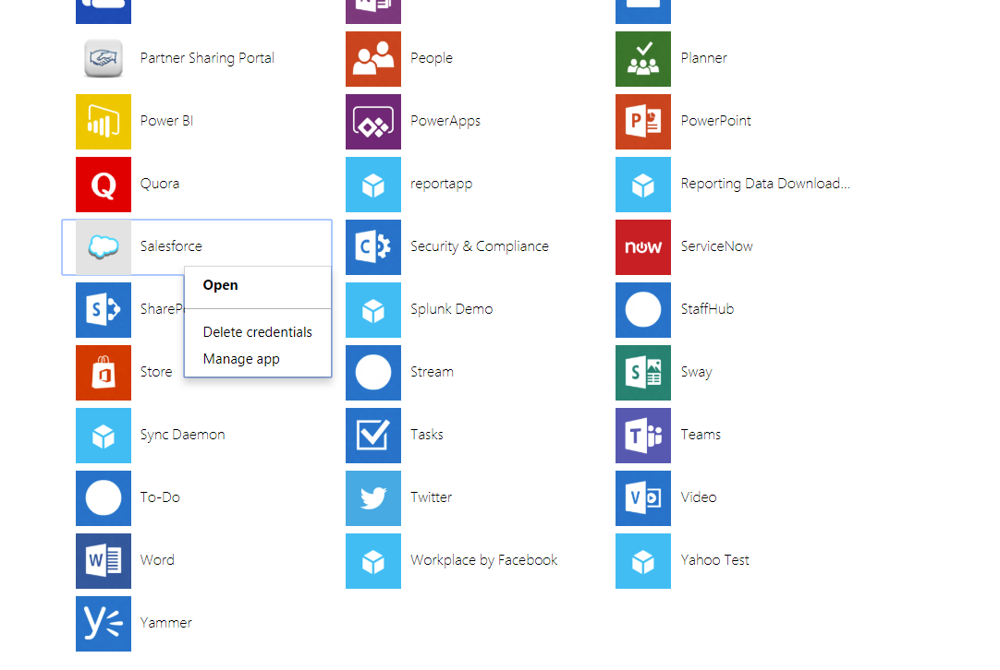 Partner Sharing Portal
People
Planner
Power BI
PowerApps
P
PowerPoint
Q
Quora
reportapp
Reporting Data Download...
Salesforce
C
Security & Compliance
now
ServiceNow
Open
S
Splunk Demo
StaffHub
Delete credentials
Manage app
Store
Stream
S
Sway
Sync Daemon
Tasks
T
Teams
To-Do
Twitter
V
Video
W
Word
Workplace by Facebook
Yahoo Test
Yammer